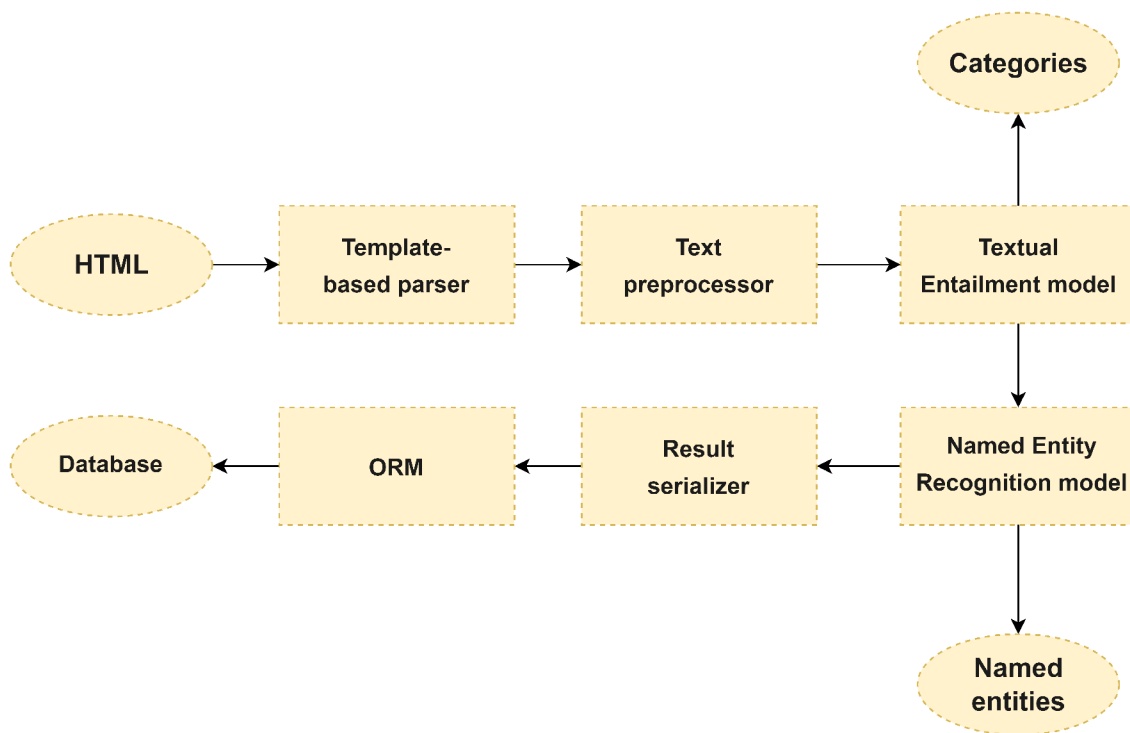 Categories
HTML
Template-
based parser
Text
preprocessor
Textual
Entailment model
Database
ORM
Result
serializer
Named Entity
Recognition model
Named
entities